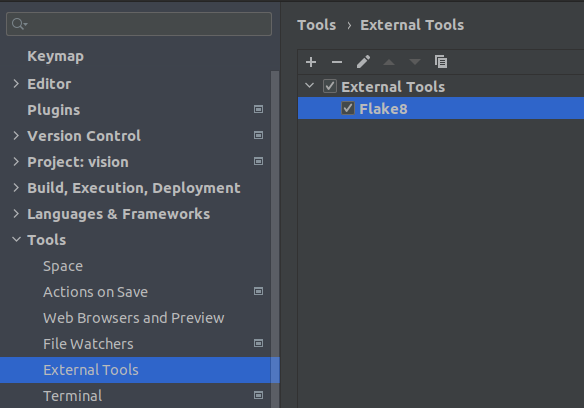 Keymap
Editor
Plugins
Version Control
Project: vision
Build, Execution, Deployment
Languages & Frameworks
Tools
Space
Actions on Save
Web Browsers and Preview
File Watchers
External Tools
Terminal
Tools › External Tools
External Tools
Flake8